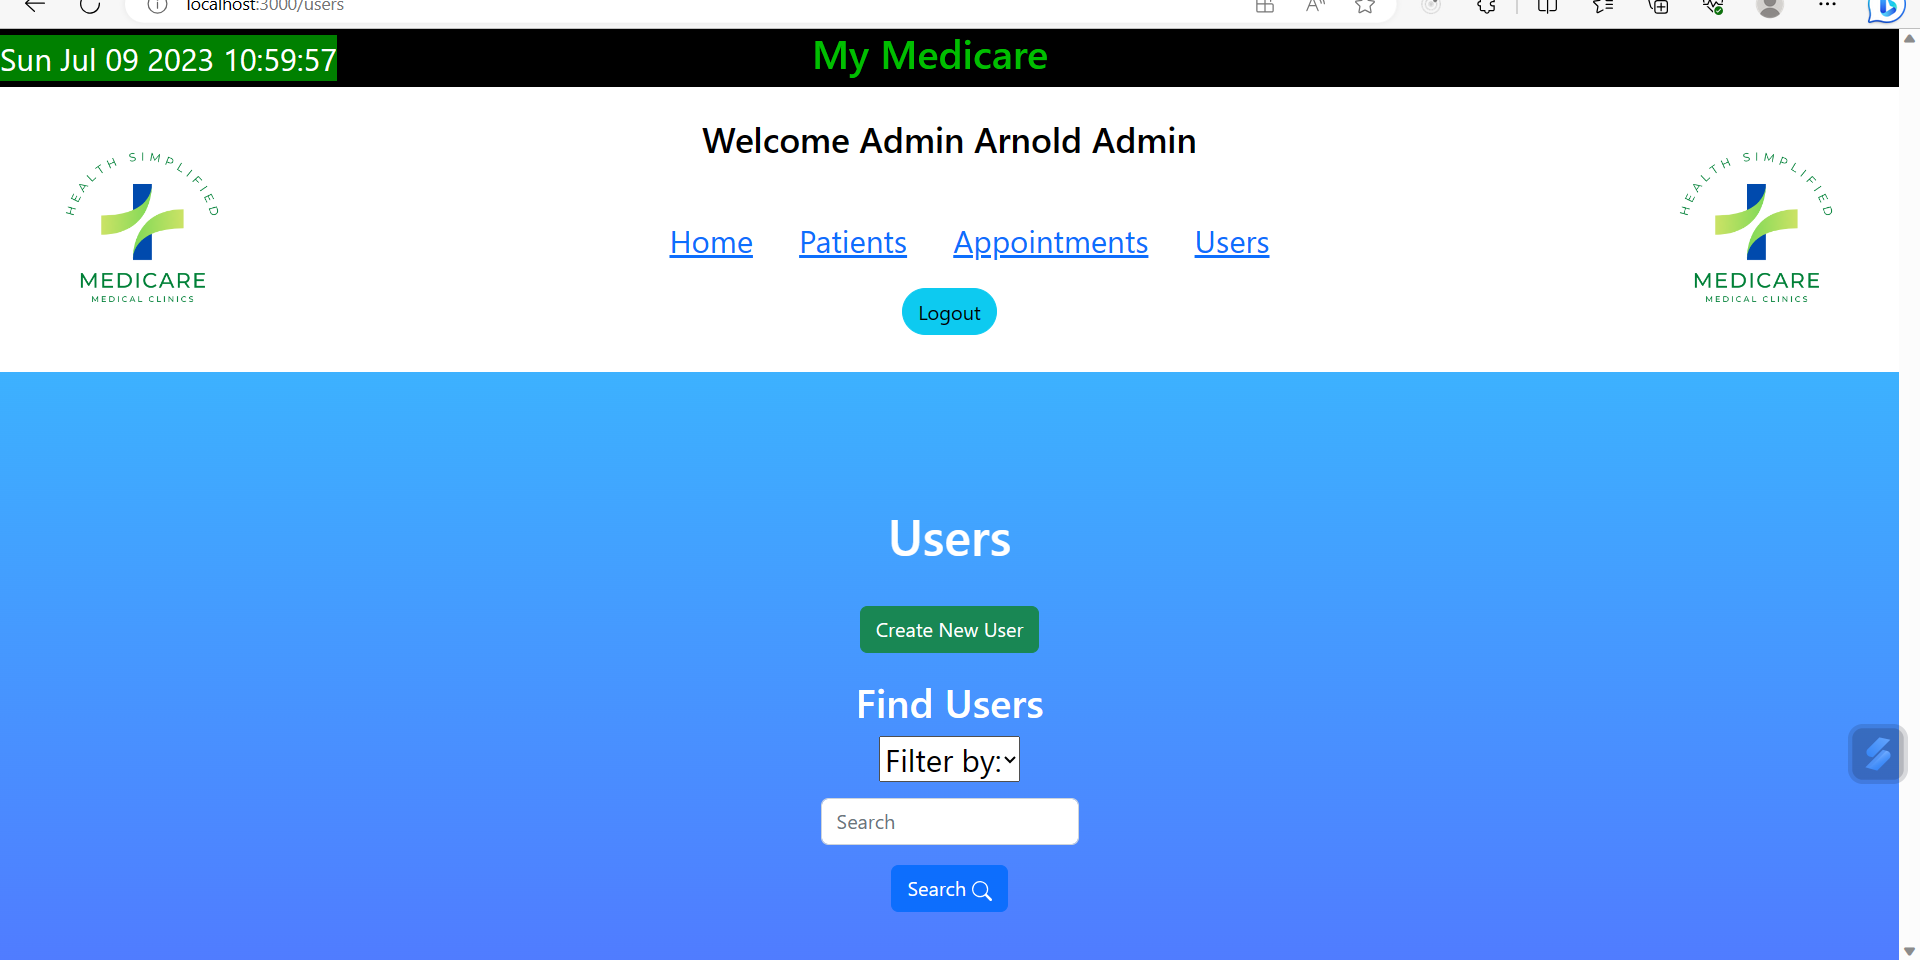 localhost:3000/users
Sun Jul 09 2023 10:59:57
My Medicare
Welcome Admin Arnold Admin
HEALTH SIMPLIFIED
MEDICARE
MEDICAL CLINICS
HEALTH SIMPLIFIED
MEDICARE
MEDICAL CLINICS
Home Patients Appointments Users
Logout
Users
Create New User
Find Users
Filter by:
Search
Search